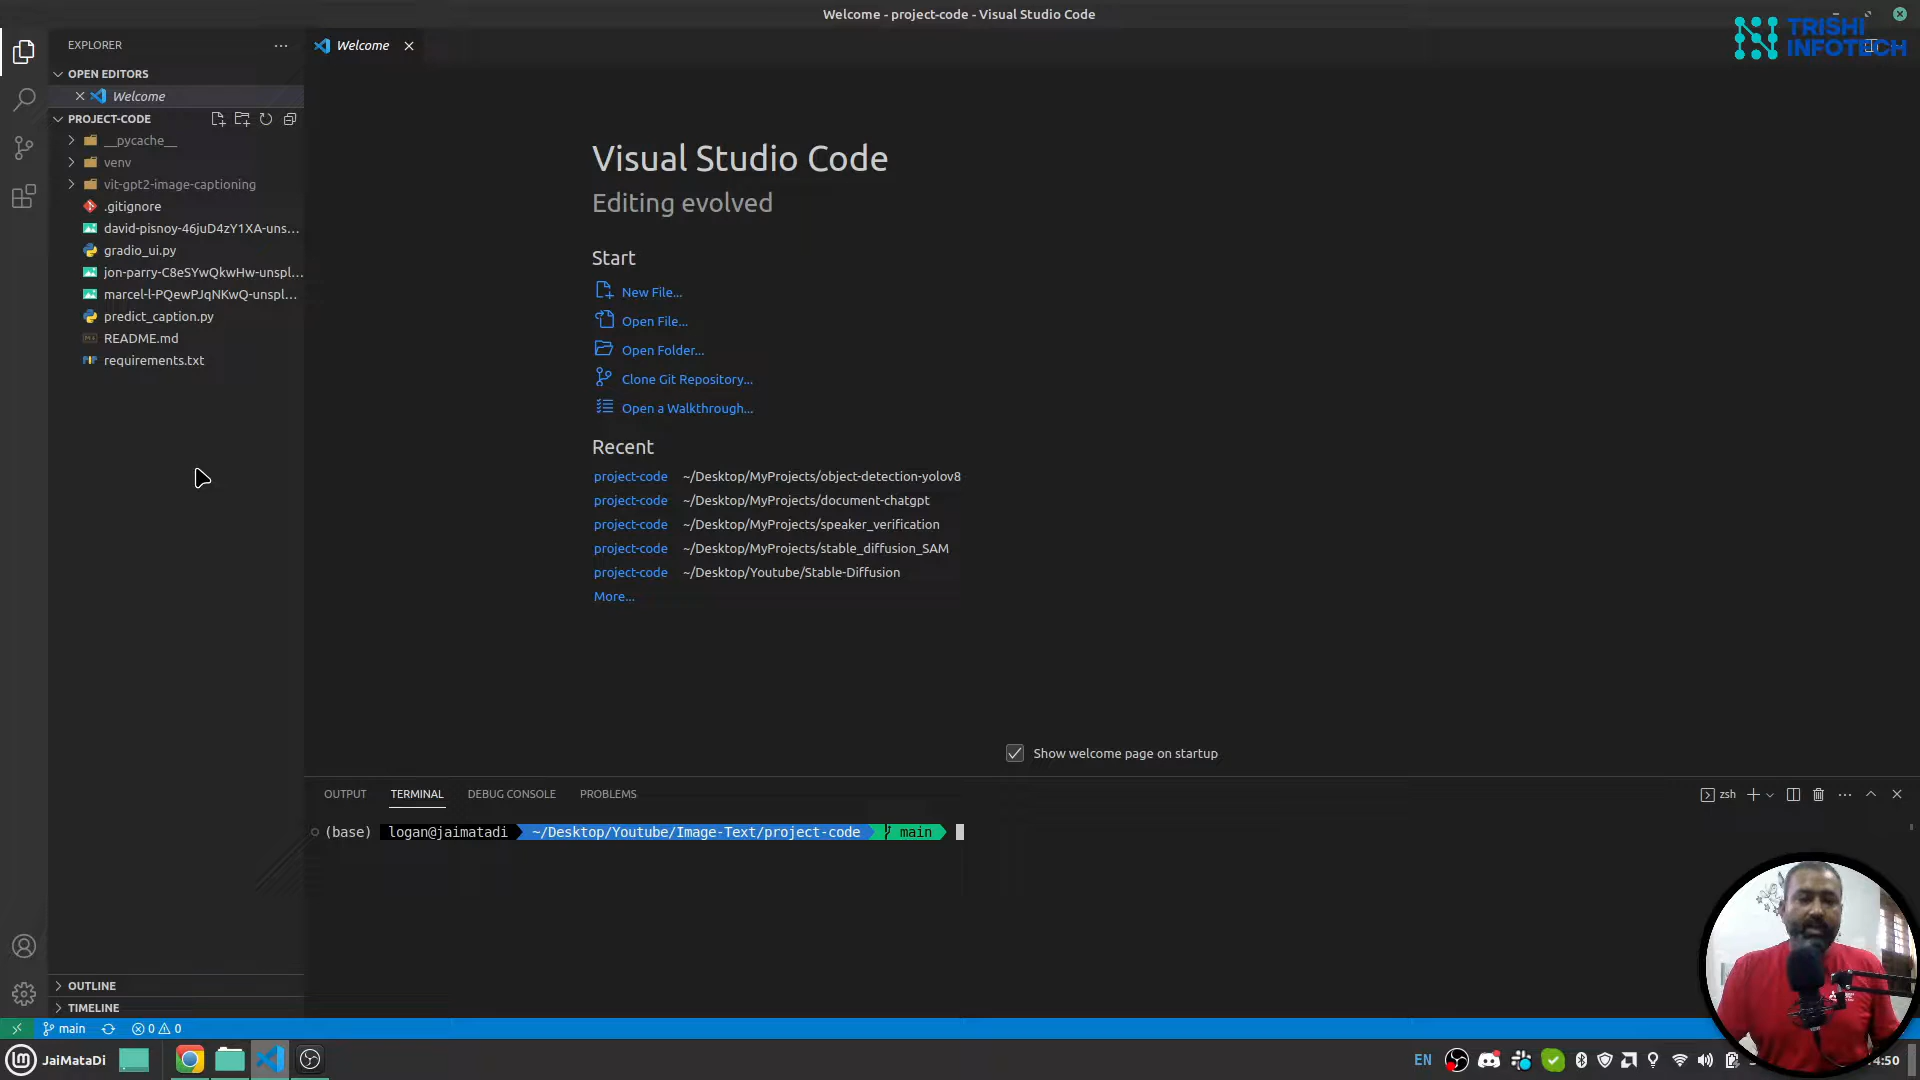 Welcome - project-code - Visual Studio Code
TRISHI
INFOTECH
EXPLORER
Welcome
OPEN EDITORS
Welcome
PROJECT-CODE
__pycache__
venv
vit-gpt2-image-captioning
.gitignore
david-pisnoy-46juD4zY1XA-uns...
gradio_ui.py
jon-parry-C8eSYwQkwHw-unspl...
marcel-l-PQewPJqNKwQ-unspl...
predict_caption.py
README.md
requirements.txt
Visual Studio Code
Editing evolved
Start
New File...
Open File...
Open Folder...
Clone Git Repository...
Open a Walkthrough...
Recent
project-code ~/Desktop/MyProjects/object-detection-yolov8
project-code ~/Desktop/MyProjects/document-chatgpt
project-code ~/Desktop/MyProjects/speaker_verification
project-code ~/Desktop/MyProjects/stable_diffusion_SAM
project-code ~/Desktop/Youtube/Stable-Diffusion
More...
Show welcome page on startup
OUTPUT TERMINAL DEBUG CONSOLE PROBLEMS
zsh
(base) logan@jaimatadi ~/Desktop/Youtube/Image-Text/project-code main
OUTLINE
TIMELINE
main 0 0
JaiMataDi
EN
4:50